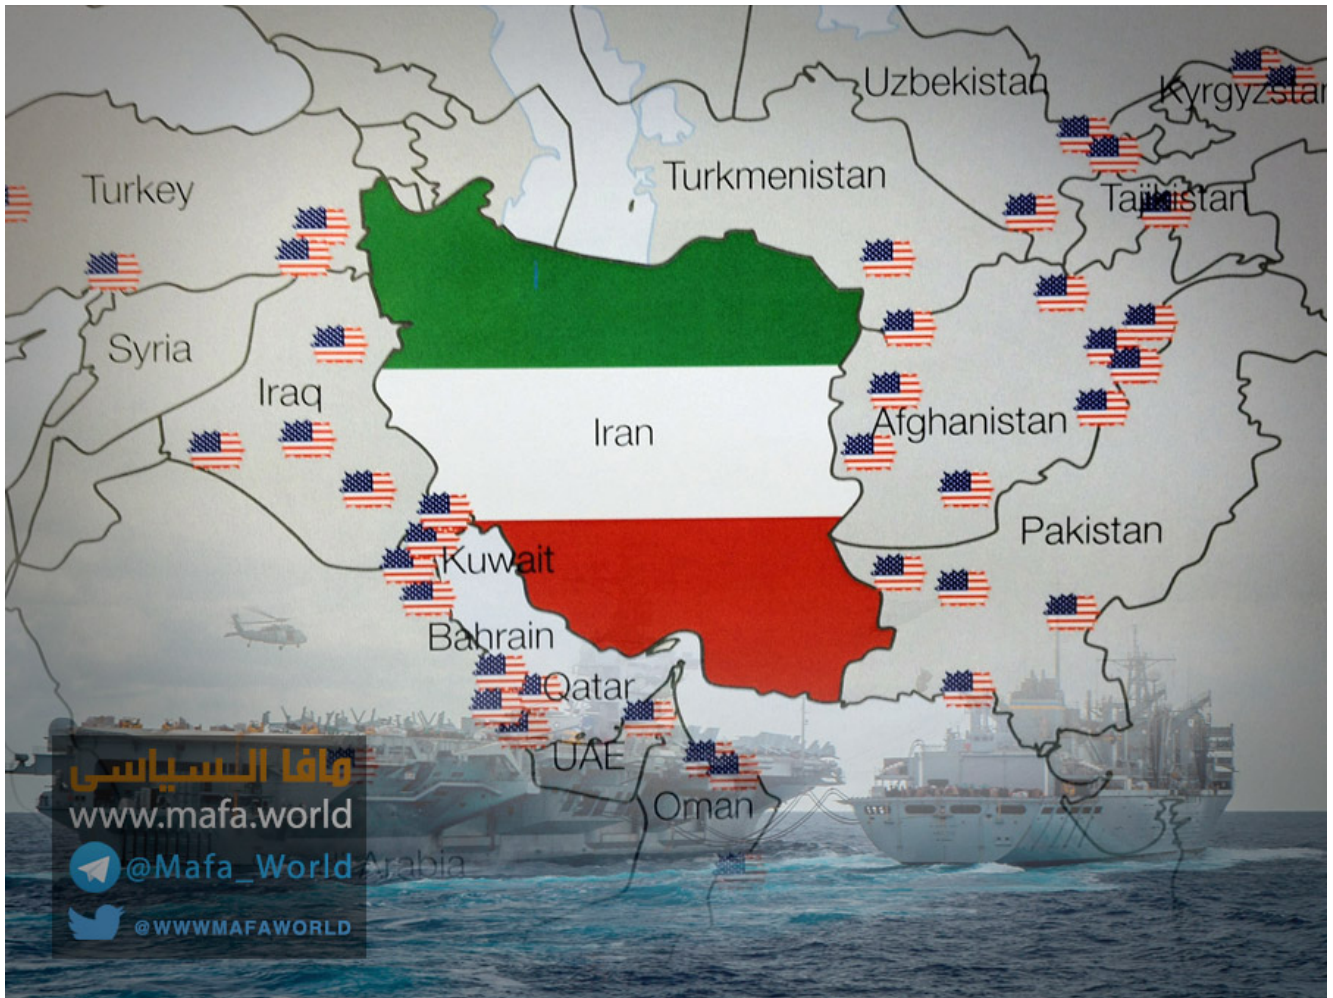 Uzbekistan
Kyrgyzstan
Turkmenistan
Turkey
Tajikistan
Syria
Iraq
Iran
Afghanistan
Pakistan
Kuwait
Bahrain
Qatar
UAE
Oman
مافا السياسي
www.mafa.world
@Mafa_World
Arabia
@WWWMAFAWORLD